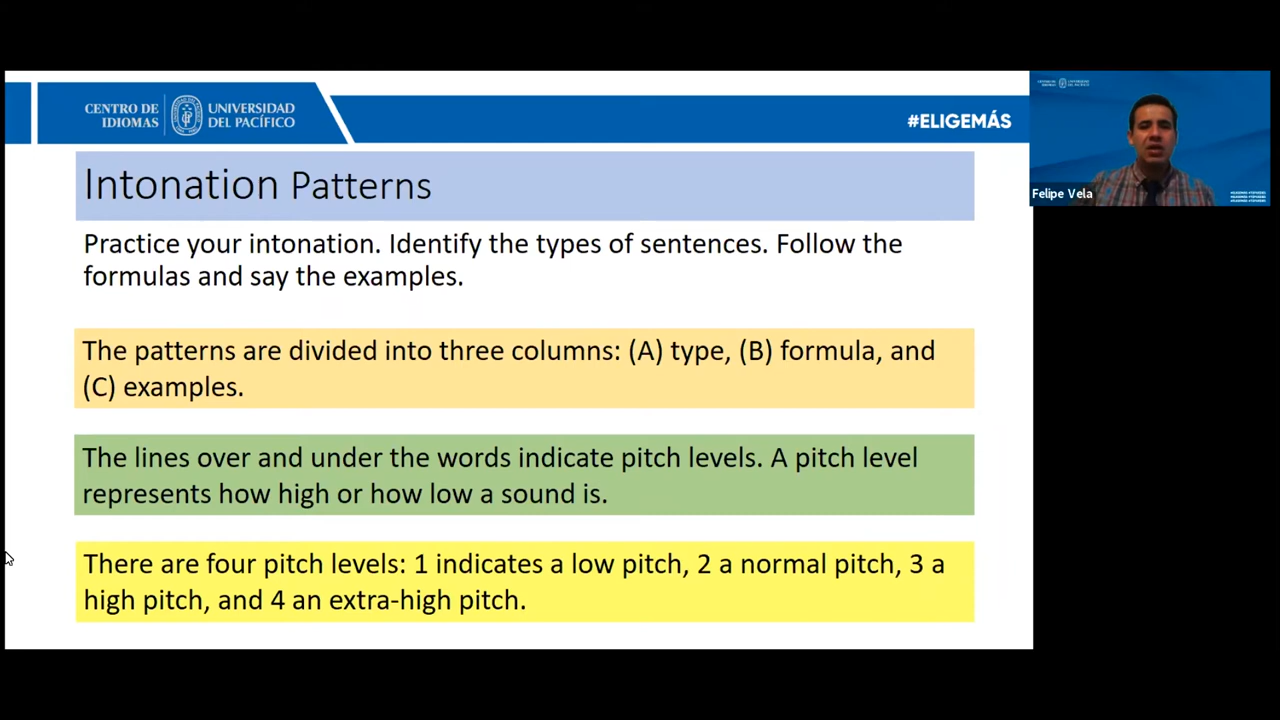 CENTRO DE
IDIOMAS
UNIVERSIDAD
DEL PACÍFICO
#ELIGEMÁS
Intonation Patterns
Practice your intonation. Identify the types of sentences. Follow the
formulas and say the examples.
The patterns are divided into three columns: (A) type, (B) formula, and
(C) examples.
The lines over and under the words indicate pitch levels. A pitch level
represents how high or how low a sound is.
There are four pitch levels: 1 indicates a low pitch, 2 a normal pitch, 3 a
high pitch, and 4 an extra-high pitch.
Felipe Vela